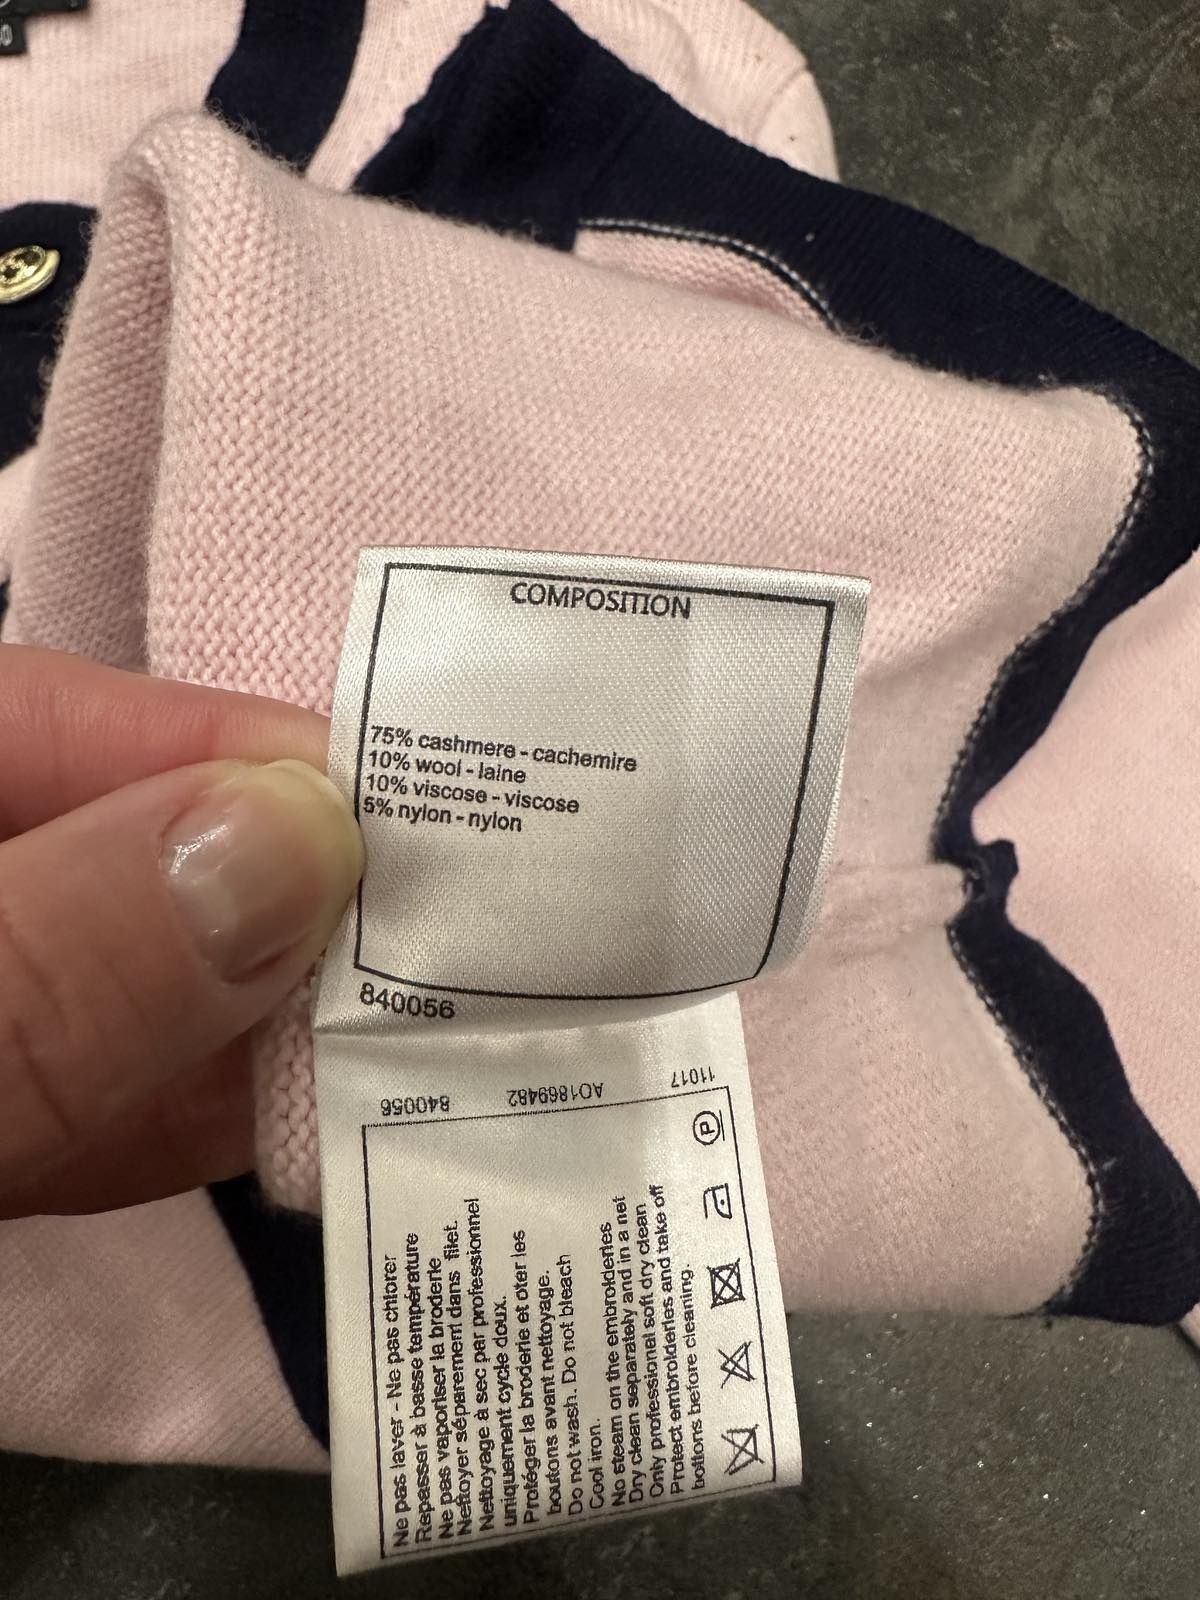 COMPOSITION
75% cashmere - cachemire
10% wool - laine
10% viscose - viscose
5% nylon - nylon
840056
840056 AO1869482 11017
Ne pas laver - Ne pas chlorer
Repasser à basse température
Ne pas vaporiser la broderie
Nettoyer séparement dans filet.
Nettoyage à sec par professionnel
uniquement cycle doux.
Protéger la broderie et oter les
boutons avant nettoyage.
Do not wash. Do not bleach
Cool iron.
No steam on the embroideries
Dry clean separately and in a net
Only professional soft dry clean
Protect embroideries and take off
bottons before cleaning.
P